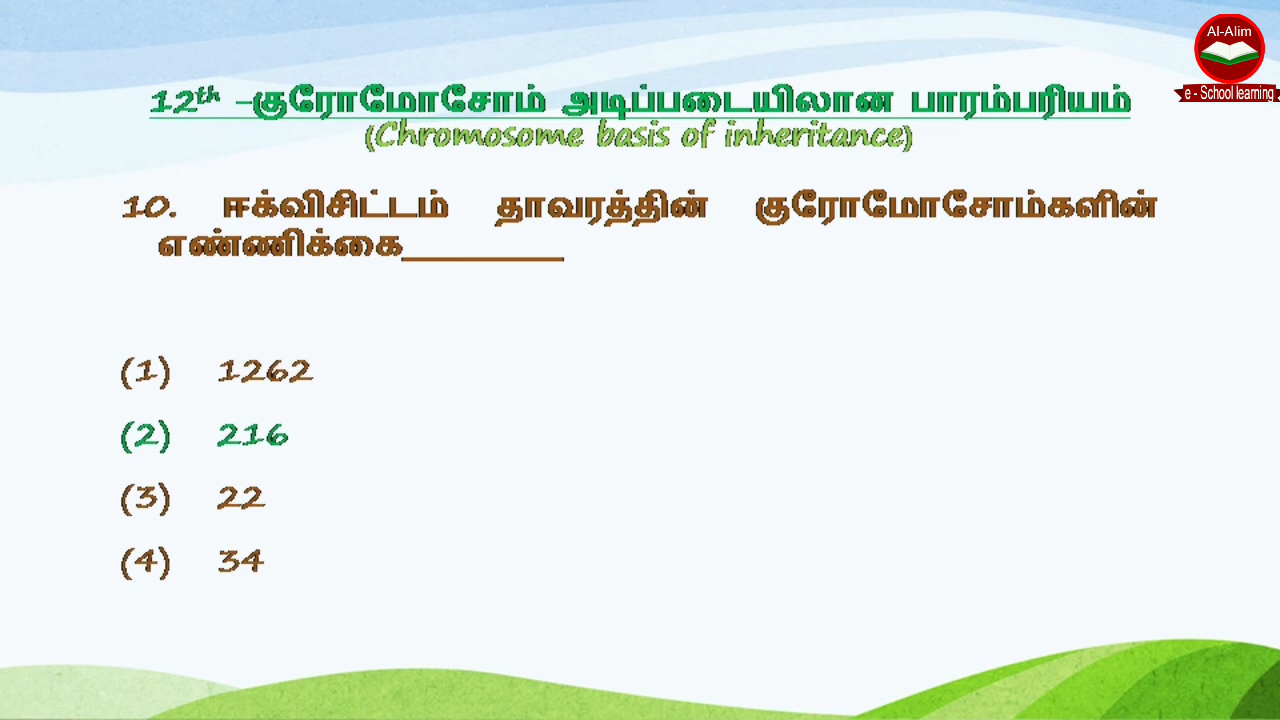 Al-Alim
e - School learning
12th -குரோமோசோம் அடிப்படையிலான பாரம்பரியம்
(Chromosome basis of inheritance)
10. ஈக்விசிட்டம் தாவரத்தின் குரோமோசோம்களின்
எண்ணிக்கை________
(1) 1262
(2) 216
(3) 22
(4) 34